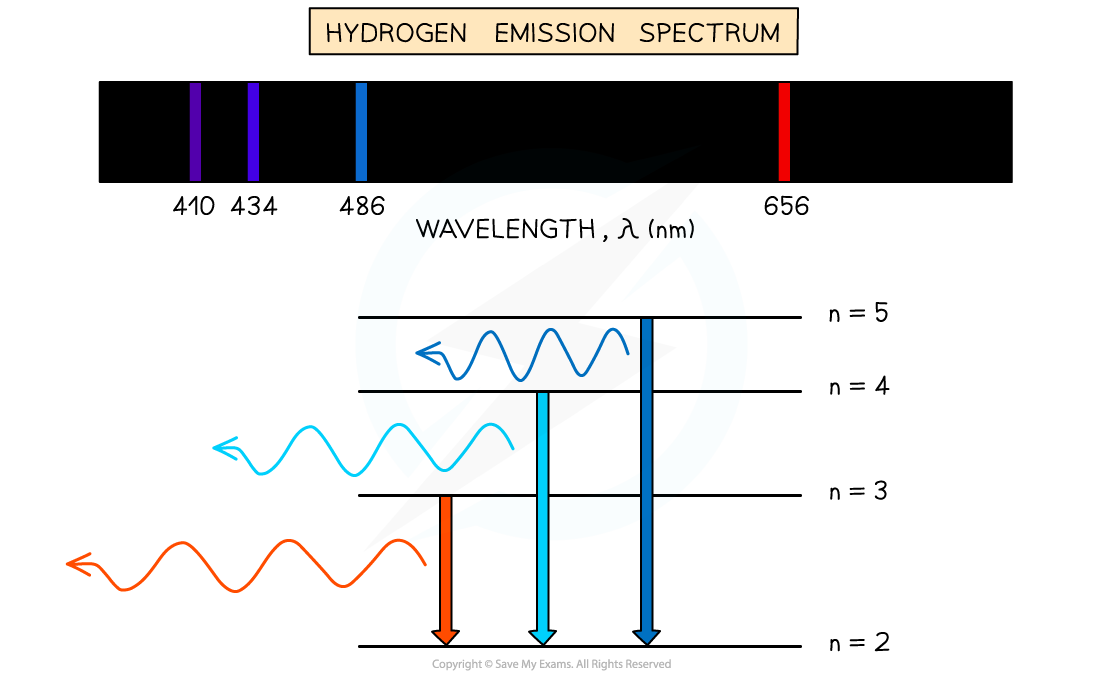 HYDROGEN EMISSION SPECTRUM
410 434 486 656
WAVELENGTH, λ (nm)
n = 5
n = 4
n = 3
n = 2
Copyright © Save My Exams. All Rights Reserved